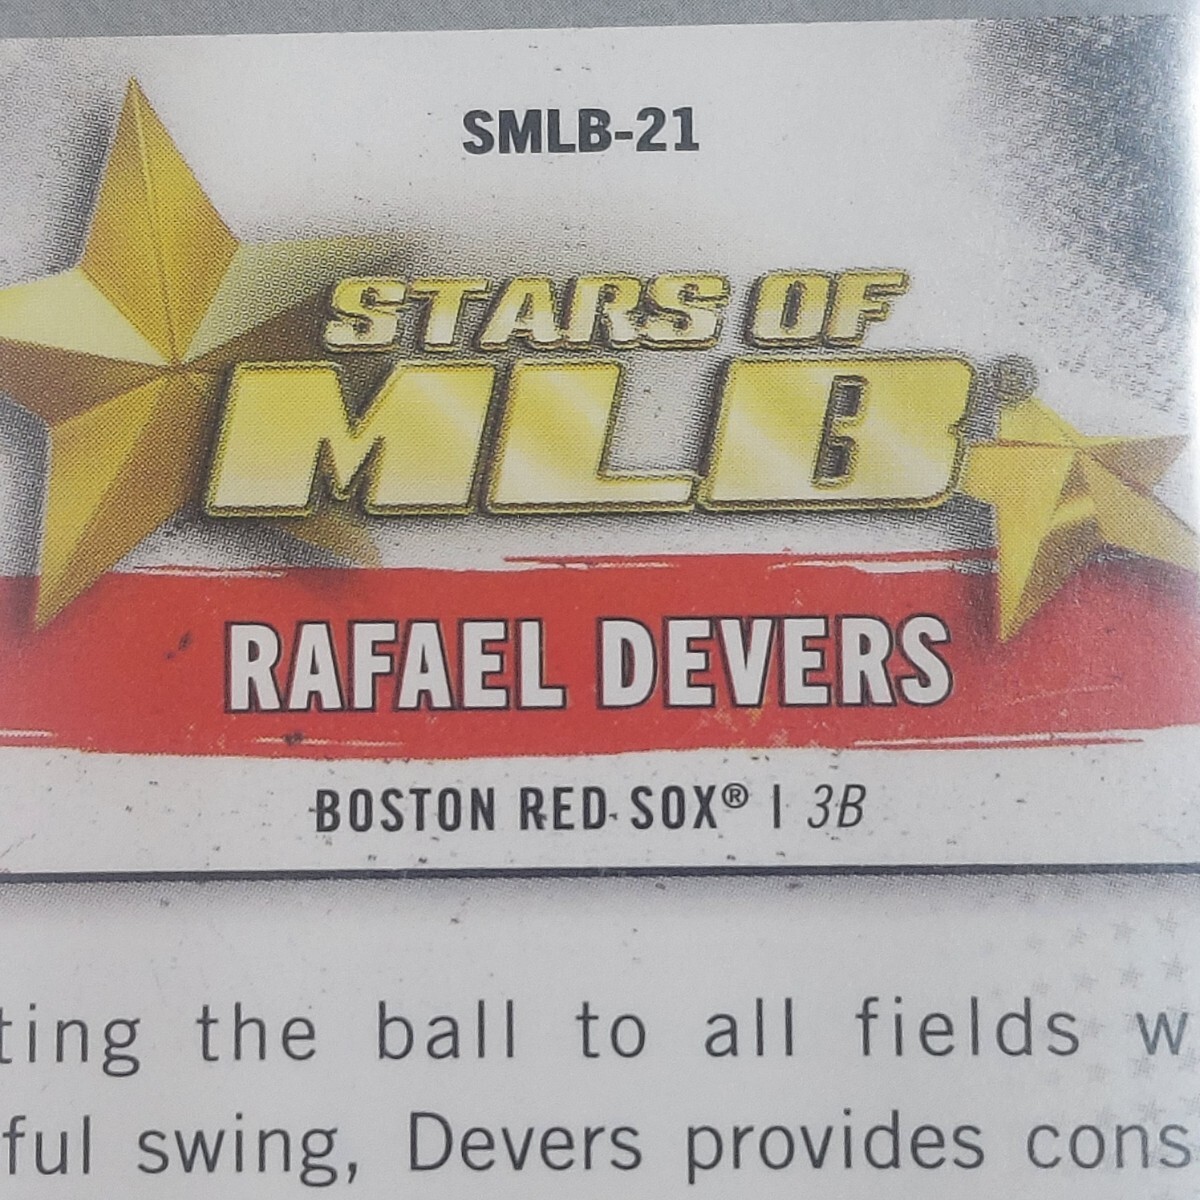 SMLB-21
STARS OF
MLB®
RAFAEL DEVERS
BOSTON RED SOX® | 3B
ting the ball to all fields w
ful swing, Devers provides cons